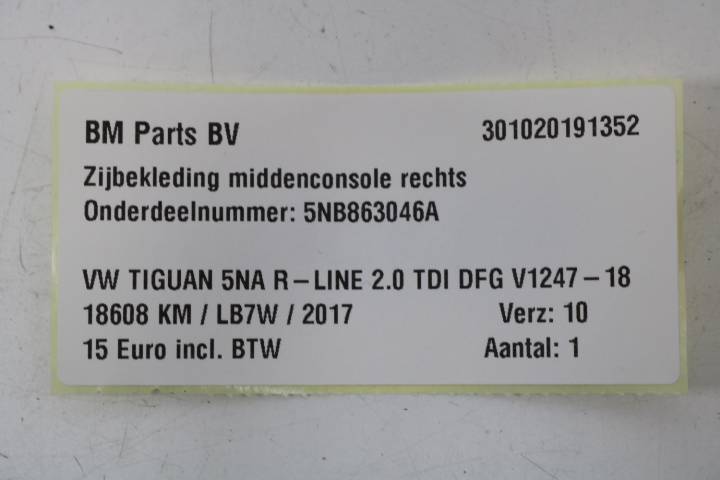 BM Parts BV 301020191352
Zijbekleding middenconsole rechts
Onderdeelnummer: 5NB863046A
VW TIGUAN 5NA R-LINE 2.0 TDI DFG V1247-18
18608 KM / LB7W / 2017 Verz: 10
15 Euro incl. BTW Aantal: 1